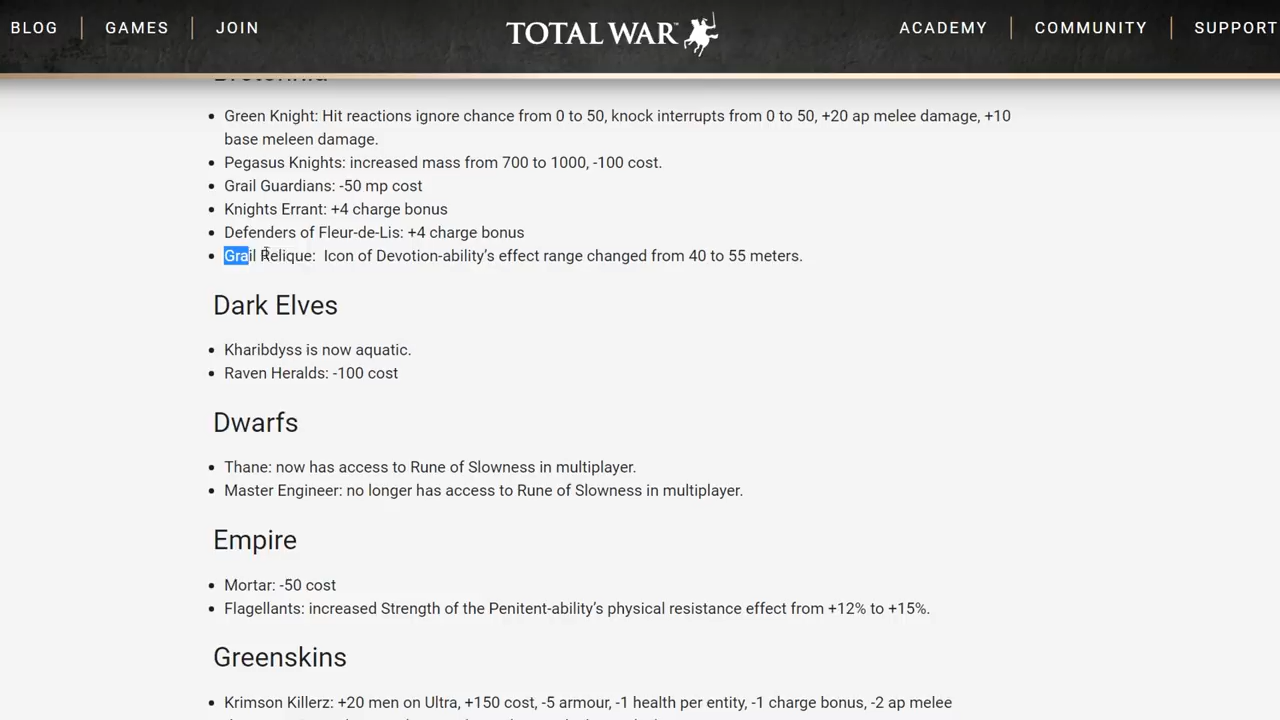 BLOG GAMES JOIN TOTAL WAR ACADEMY COMMUNITY SUPPORT
Bretonnia
Green Knight: Hit reactions ignore chance from 0 to 50, knock interrupts from 0 to 50, +20 ap melee damage, +10
base meleen damage.
Pegasus Knights: increased mass from 700 to 1000, -100 cost.
Grail Guardians: -50 mp cost
Knights Errant: +4 charge bonus
Defenders of Fleur-de-Lis: +4 charge bonus
Grail Relique: Icon of Devotion-ability’s effect range changed from 40 to 55 meters.
Dark Elves
Kharibdyss is now aquatic.
Raven Heralds: -100 cost
Dwarfs
Thane: now has access to Rune of Slowness in multiplayer.
Master Engineer: no longer has access to Rune of Slowness in multiplayer.
Empire
Mortar: -50 cost
Flagellants: increased Strength of the Penitent-ability’s physical resistance effect from +12% to +15%.
Greenskins
Krimson Killerz: +20 men on Ultra, +150 cost, -5 armour, -1 health per entity, -1 charge bonus, -2 ap melee